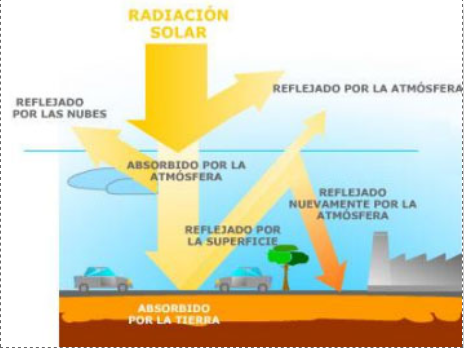 RADIACIÓN
SOLAR
REFLEJADO POR LA ATMÓSFERA
REFLEJADO
POR LAS NUBES
ABSORBIDO POR LA
ATMÓSFERA
REFLEJADO
NUEVAMENTE POR LA
ATMÓSFERA
REFLEJADO POR
LA SUPERFICIE
ABSORBIDO
POR LA TIERRA